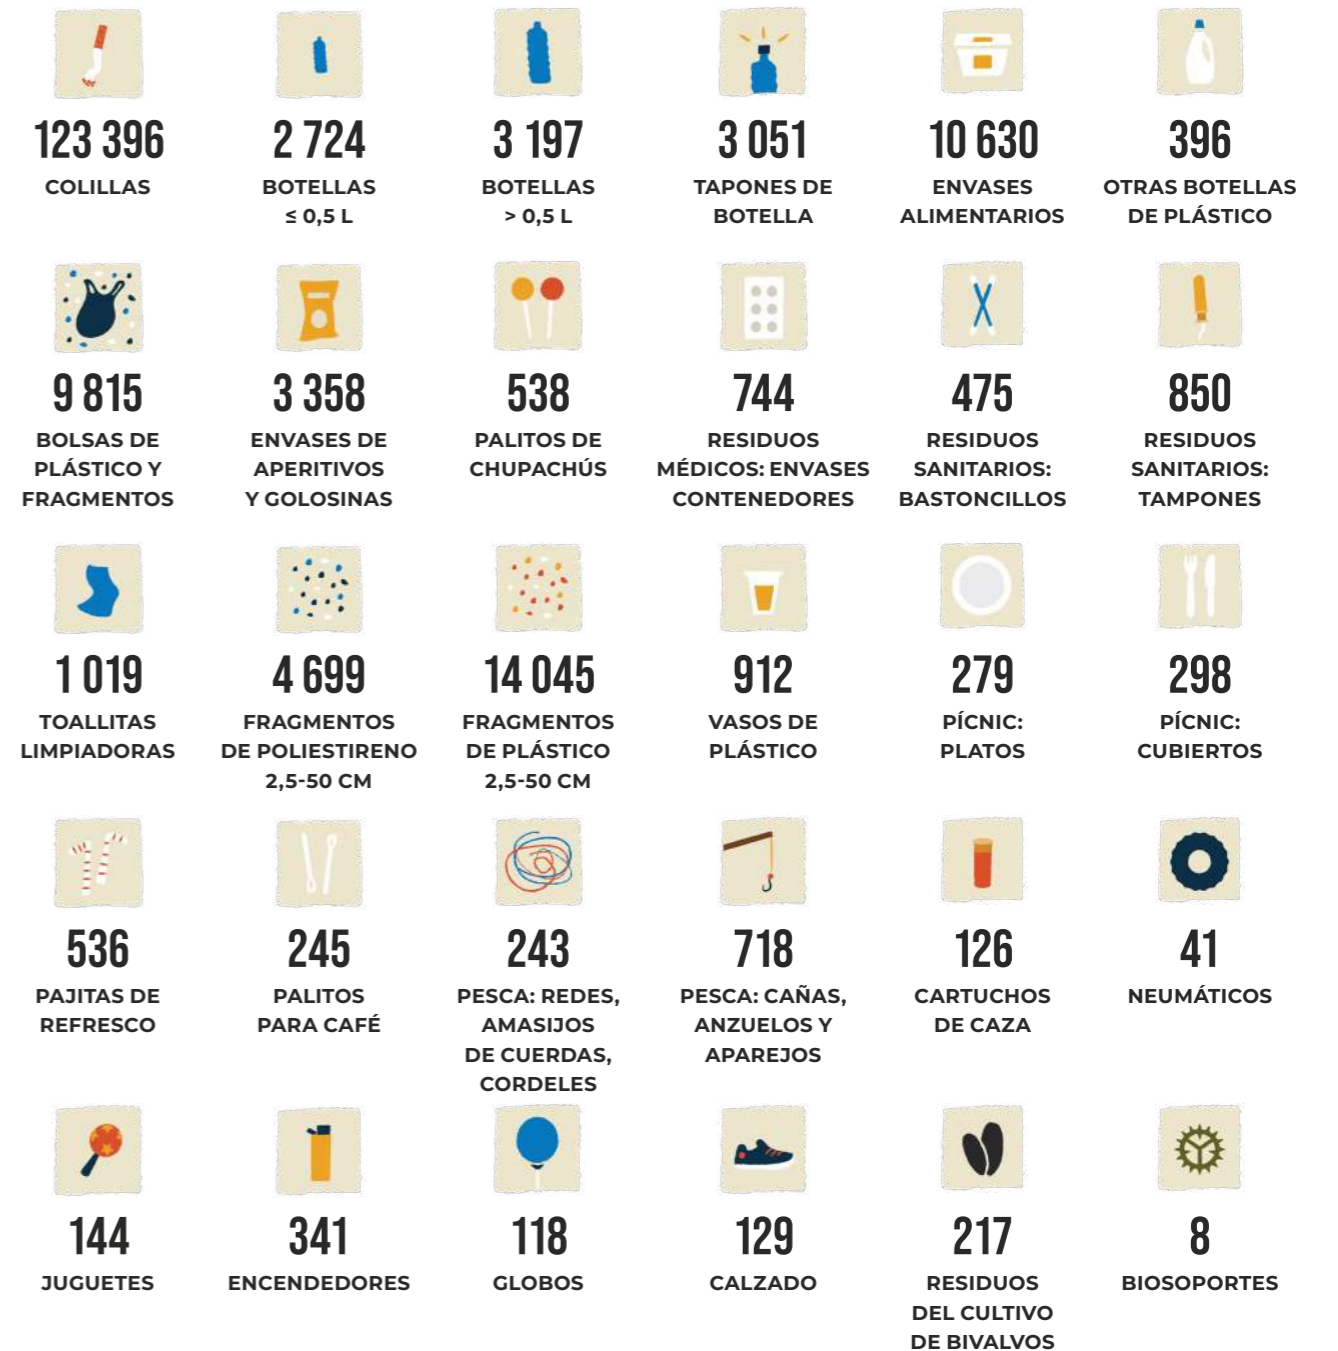 123 396
COLILLAS
2 724
BOTELLAS
≤ 0,5 L
3 197
BOTELLAS
> 0,5 L
3 051
TAPONES DE
BOTELLA
10 630
ENVASES
ALIMENTARIOS
396
OTRAS BOTELLAS
DE PLÁSTICO
9 815
BOLSAS DE
PLÁSTICO Y
FRAGMENTOS
3 358
ENVASES DE
APERITIVOS
Y GOLOSINAS
538
PALITOS DE
CHUPACHÚS
744
RESIDUOS
MÉDICOS: ENVASES
CONTENEDORES
475
RESIDUOS
SANITARIOS:
BASTONCILLOS
850
RESIDUOS
SANITARIOS:
TAMPONES
1 019
TOALLITAS
LIMPIADORAS
4 699
FRAGMENTOS
DE POLIESTIRENO
2,5-50 CM
14 045
FRAGMENTOS
DE PLÁSTICO
2,5-50 CM
912
VASOS DE
PLÁSTICO
279
PÍCNIC:
PLATOS
298
PÍCNIC:
CUBIERTOS
536
PAJITAS DE
REFRESCO
245
PALITOS
PARA CAFÉ
243
PESCA: REDES,
AMASIJOS
DE CUERDAS,
CORDELES
718
PESCA: CAÑAS,
ANZUELOS Y
APAREJOS
126
CARTUCHOS
DE CAZA
41
NEUMÁTICOS
144
JUGUETES
341
ENCENDEDORES
118
GLOBOS
129
CALZADO
217
RESIDUOS
DEL CULTIVO
DE BIVALVOS
8
BIOSOPORTES